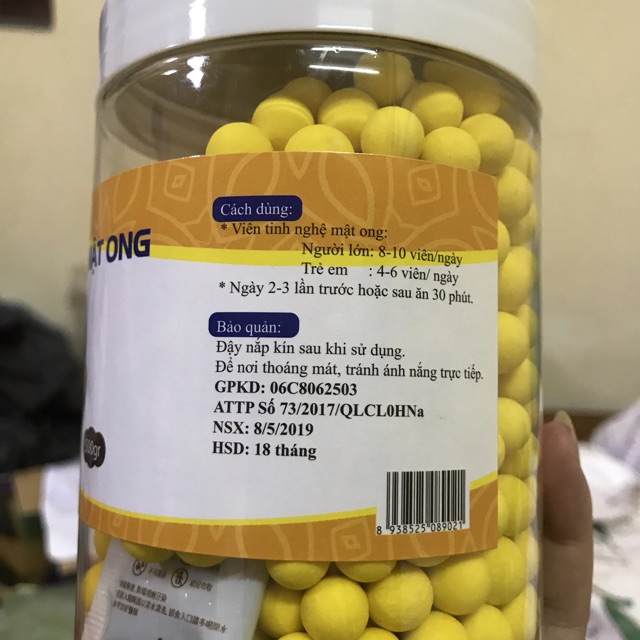 Cách dùng:
* Viên tinh nghệ mật ong:
Người lớn: 8-10 viên/ngày
Trẻ em : 4-6 viên/ ngày
* Ngày 2-3 lần trước hoặc sau ăn 30 phút.
Bảo quản:
Đậy nắp kín sau khi sử dụng.
Để nơi thoáng mát, tránh ánh nắng trực tiếp.
GPKD: 06C8062503
ATTP Số 73/2017/QLCL0HNa
NSX: 8/5/2019
HSD: 18 tháng
8 938525 089021
ẬT ONG